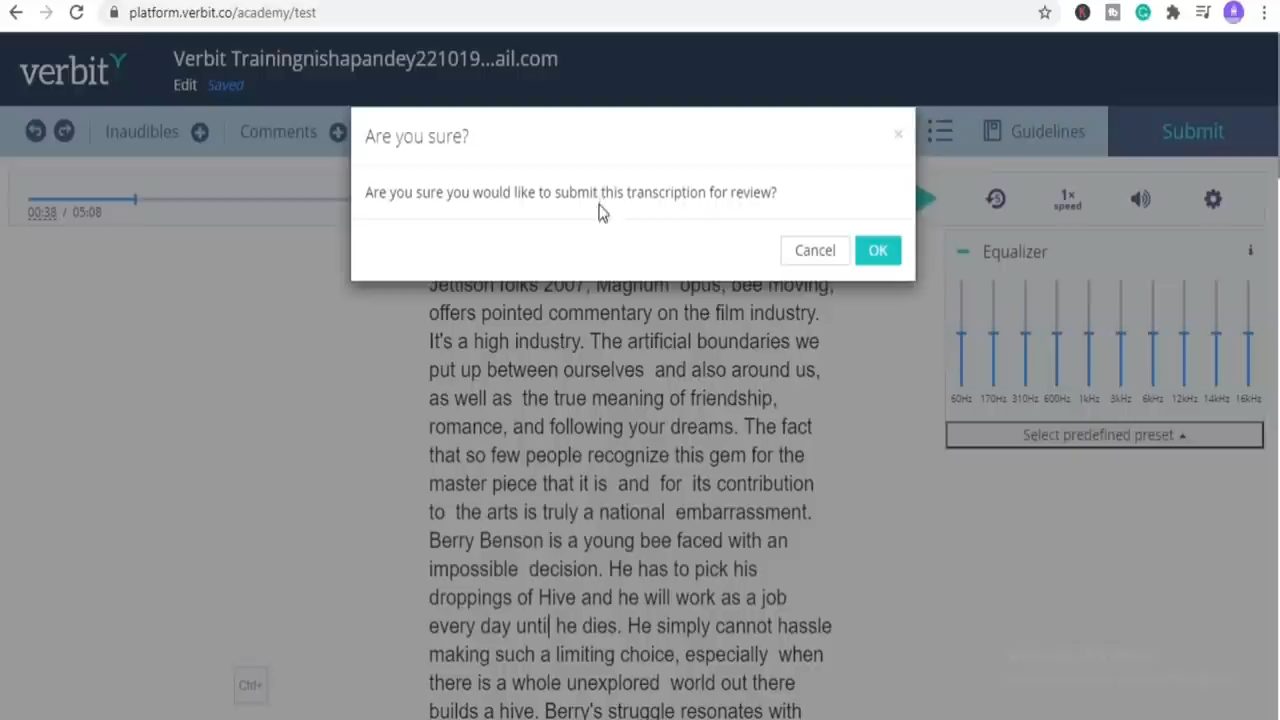 platform.verbit.co/academy/test
verbit
Verbit Trainingnishapandey221019...ail.com
Edit Saved
Inaudibles
Comments
Guidelines
Submit
Are you sure?
×
Are you sure you would like to submit this transcription for review?
Cancel
OK
00:38 / 05:08
5
1×
speed
Equalizer
i
60Hz 170Hz 310Hz 600Hz 1kHz 3kHz 6kHz 12kHz 14kHz 16kHz
Select predefined preset
Jettison folks 2007, Magnum opus, bee moving,
offers pointed commentary on the film industry.
It's a high industry. The artificial boundaries we
put up between ourselves and also around us,
as well as the true meaning of friendship,
romance, and following your dreams. The fact
that so few people recognize this gem for the
master piece that it is and for its contribution
to the arts is truly a national embarrassment.
Berry Benson is a young bee faced with an
impossible decision. He has to pick his
droppings of Hive and he will work as a job
every day until he dies. He simply cannot hassle
making such a limiting choice, especially when
there is a whole unexplored world out there
builds a hive. Berry's struggle resonates with
Ctrl+